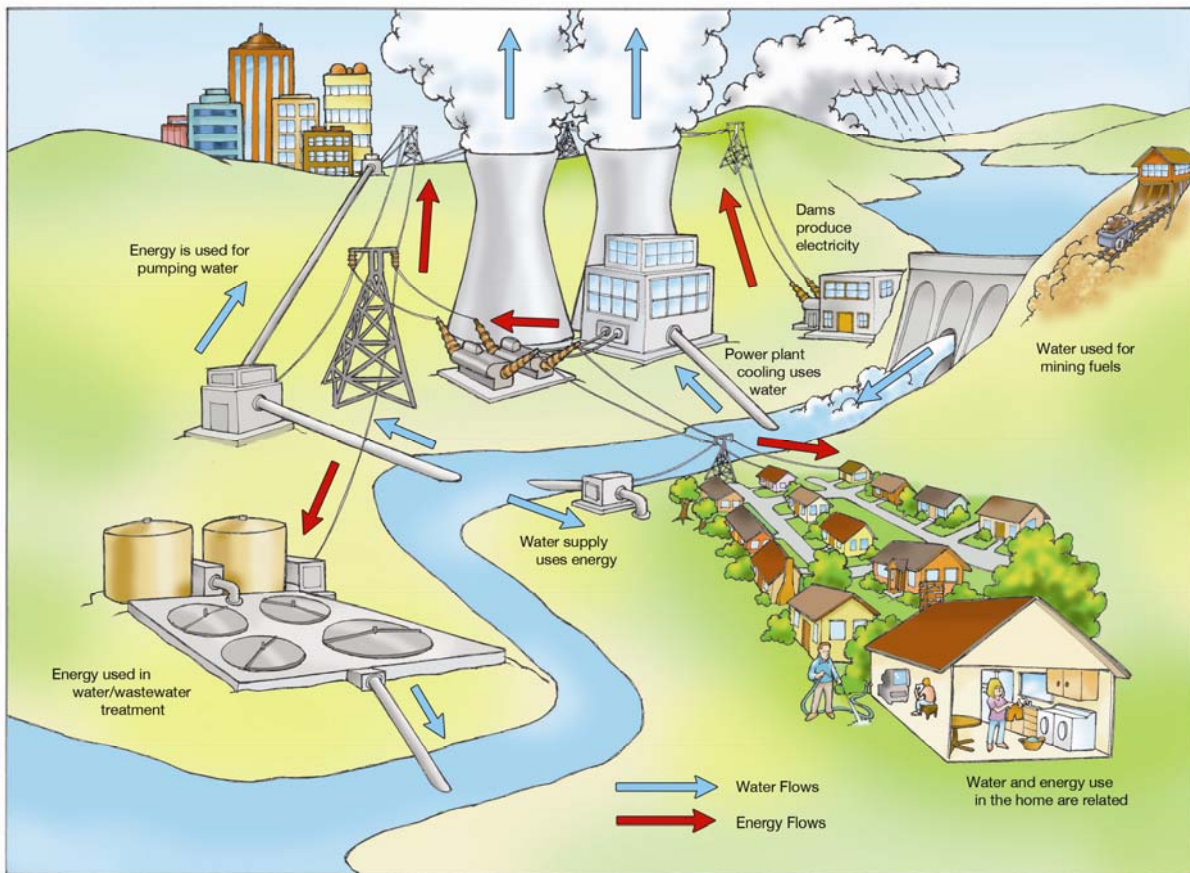 Dams
produce
electricity
Energy is used for
pumping water
Power plant
cooling uses
water
Water used for
mining fuels
Water supply
uses energy
Energy used in
water/wastewater
treatment
Water and energy use
in the home are related
Water Flows
Energy Flows